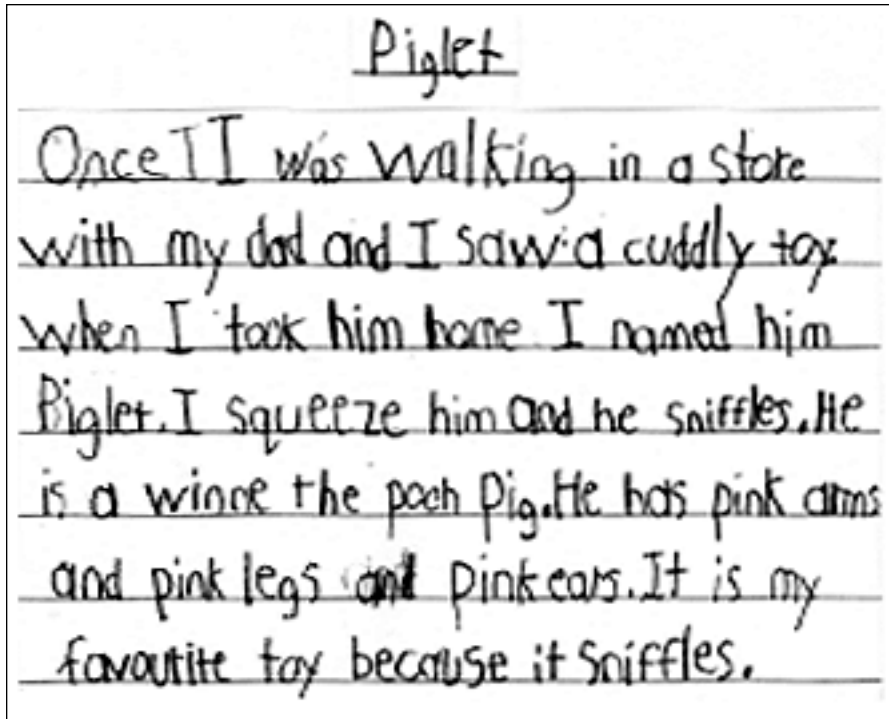 Piglet
Once I I was walking in a store
with my dad and I saw a cuddly toy.
when I took him home I named him
Piglet. I squeeze him and he sniffles. He
is a winne the pooh pig. He has pink arms
and pink legs and pink ears. It is my
favoutite toy because it sniffles.